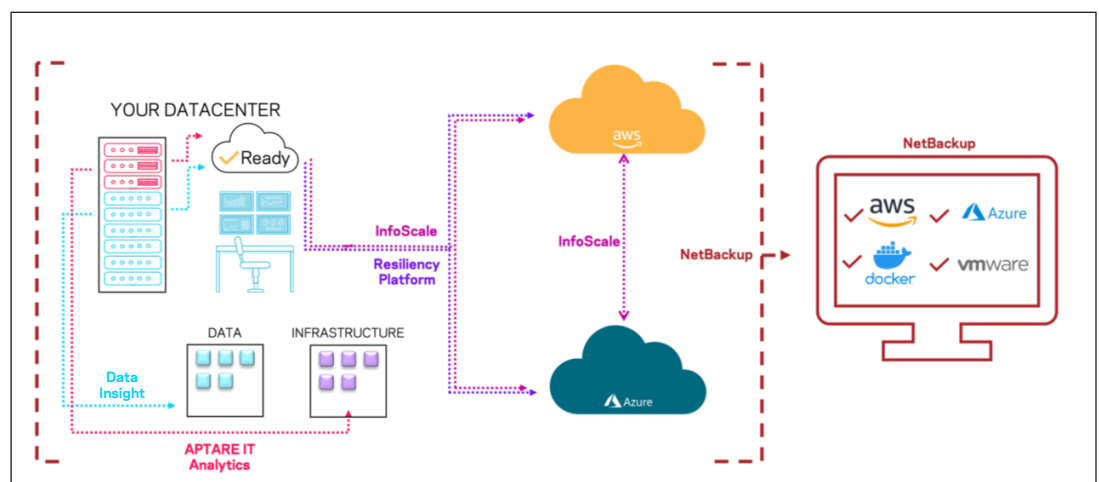 YOUR DATACENTER
Ready
aws
InfoScale
Resiliency
Platform
InfoScale
NetBackup
NetBackup
aws
Azure
docker
vmware
DATA
INFRASTRUCTURE
Data
Insight
Azure
APTARE IT
Analytics